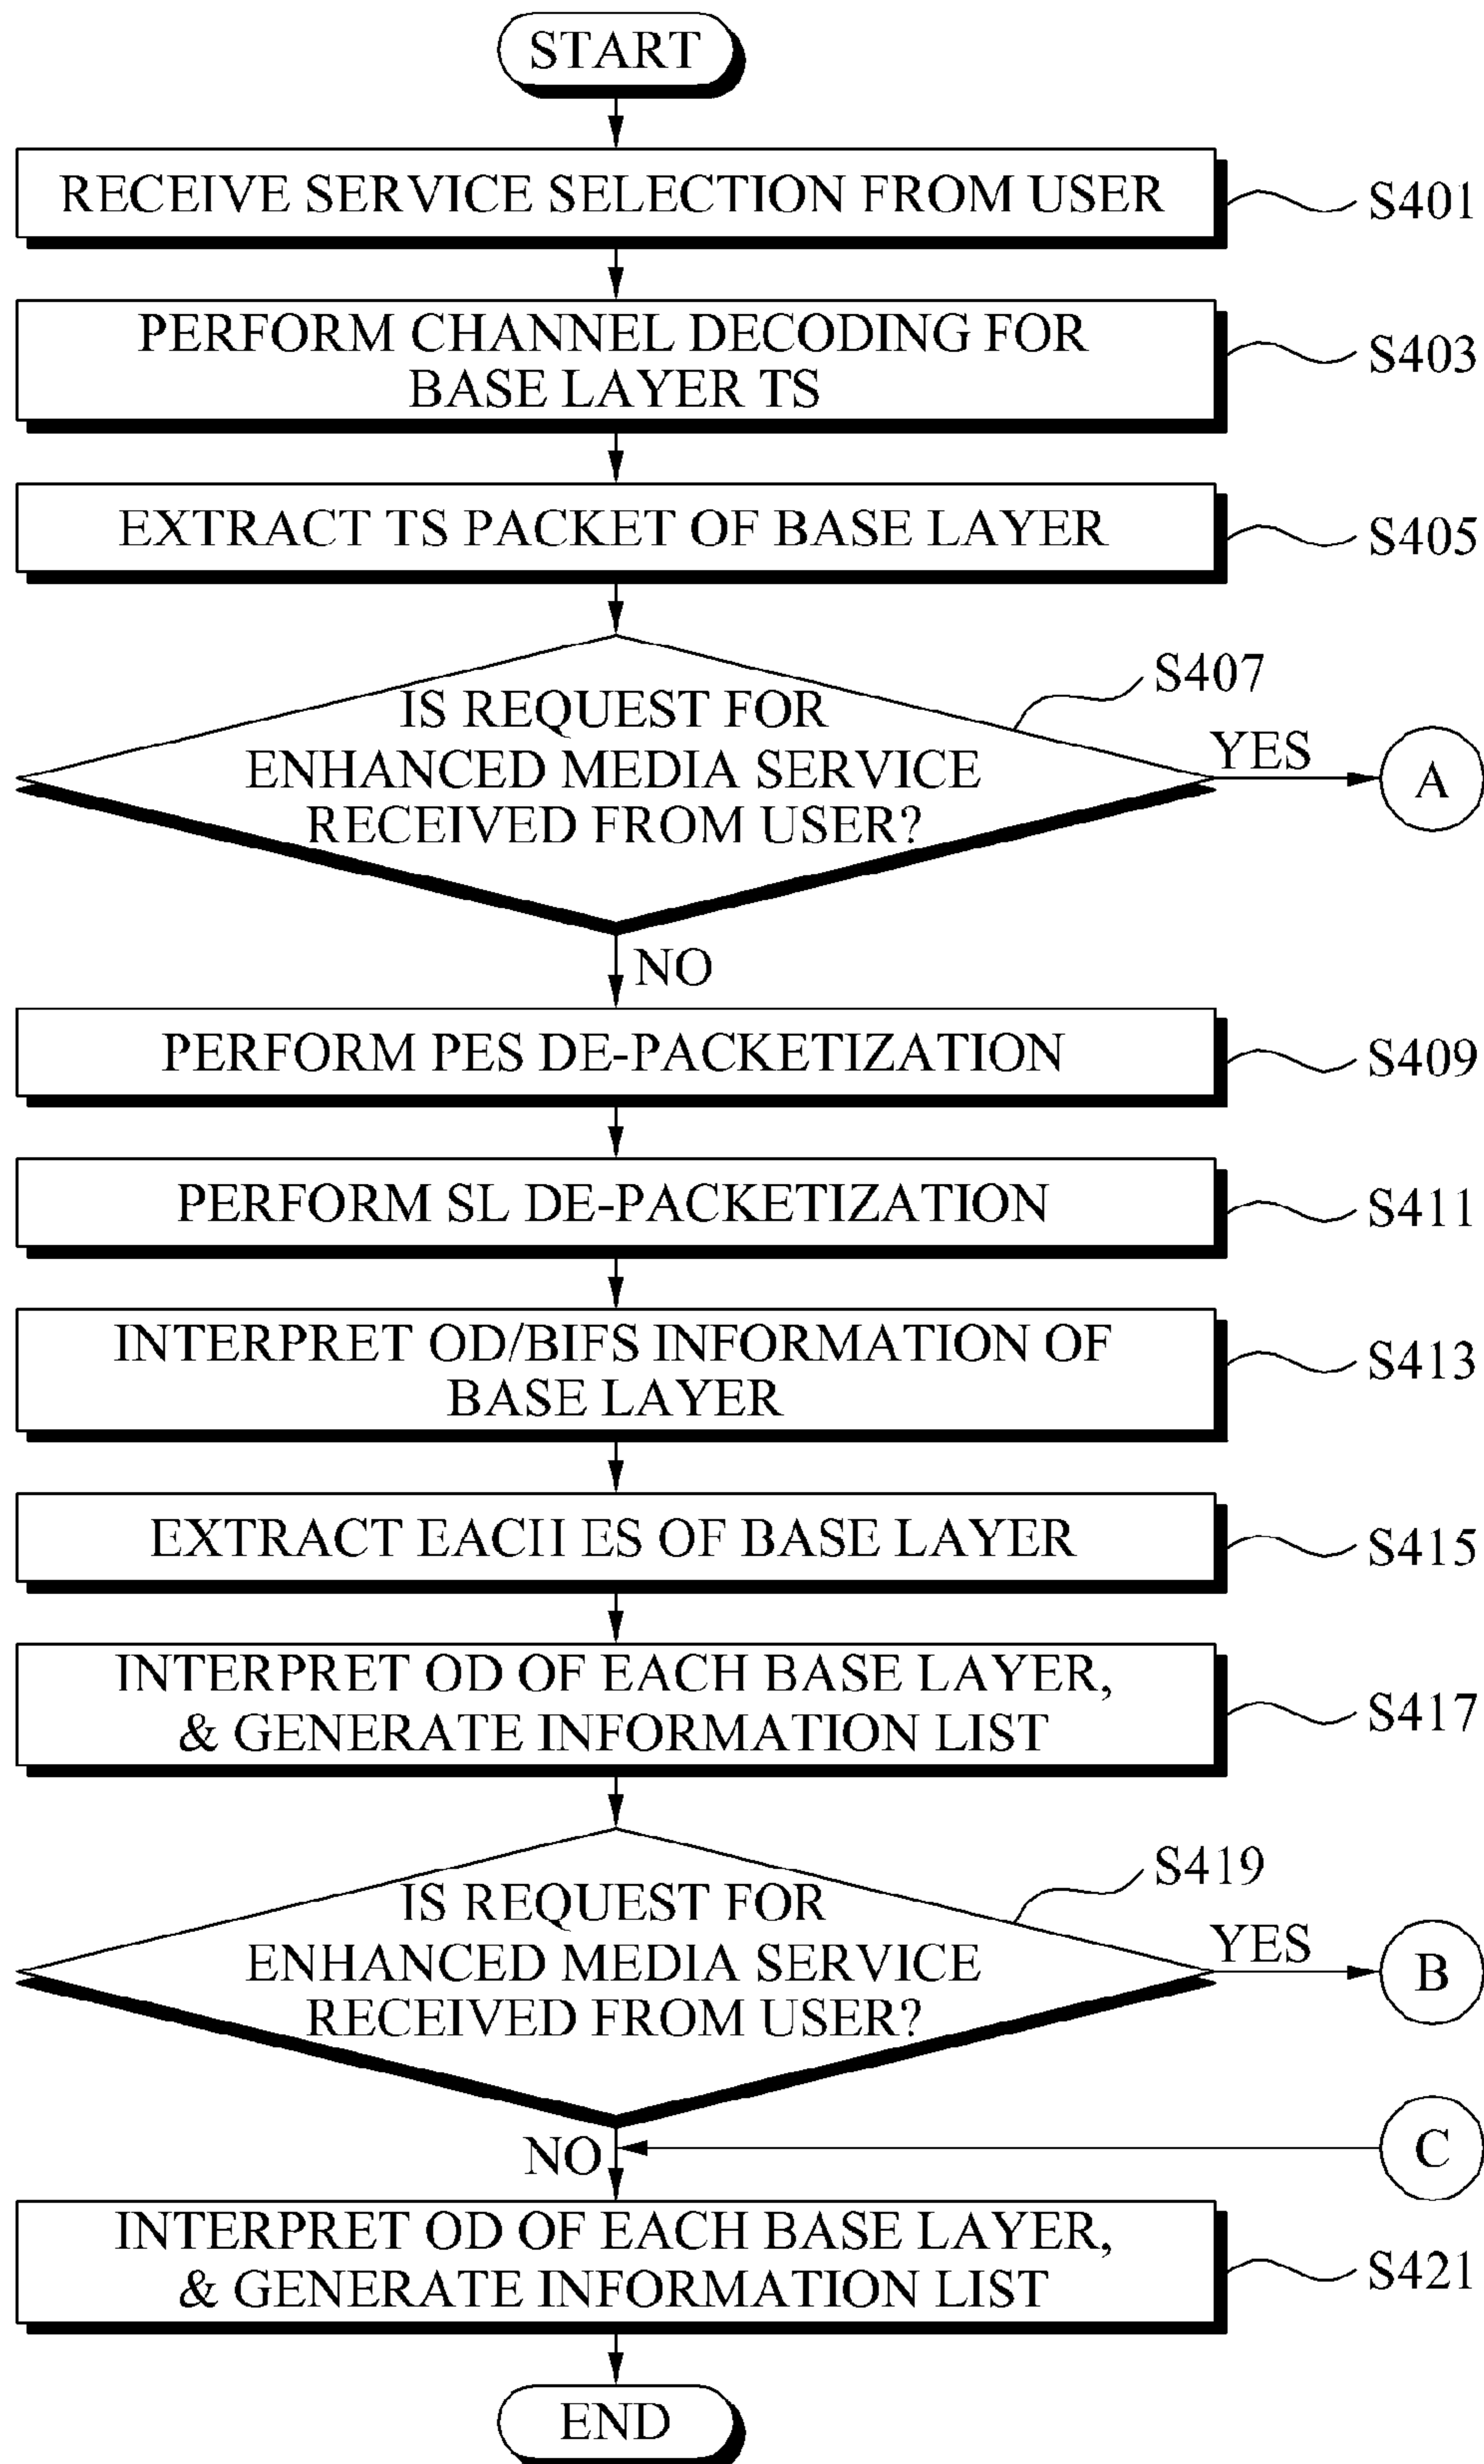 START
RECEIVE SERVICE SELECTION FROM USER
S401
PERFORM CHANNEL DECODING FOR
BASE LAYER TS
S403
EXTRACT TS PACKET OF BASE LAYER
S405
IS REQUEST FOR
ENHANCED MEDIA SERVICE
RECEIVED FROM USER?
S407
YES
A
NO
PERFORM PES DE-PACKETIZATION
S409
PERFORM SL DE-PACKETIZATION
S411
INTERPRET OD/BIFS INFORMATION OF
BASE LAYER
S413
EXTRACT EACH ES OF BASE LAYER
S415
INTERPRET OD OF EACH BASE LAYER,
& GENERATE INFORMATION LIST
S417
IS REQUEST FOR
ENHANCED MEDIA SERVICE
RECEIVED FROM USER?
S419
YES
B
NO
C
INTERPRET OD OF EACH BASE LAYER,
& GENERATE INFORMATION LIST
S421
END